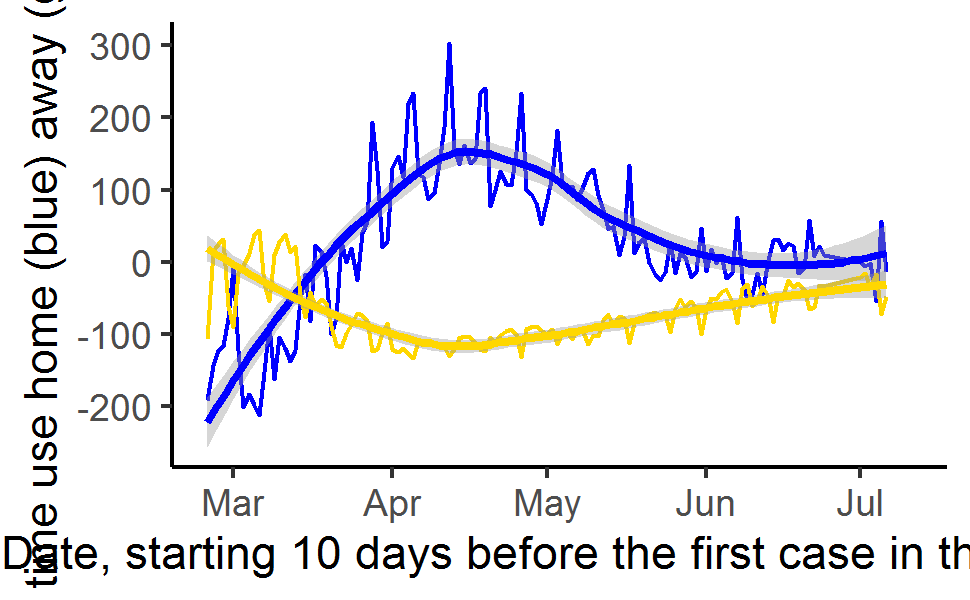 time use home (blue) away (g
300
200
100
0
-100
-200
Mar Apr May Jun Jul
Date, starting 10 days before the first case in th